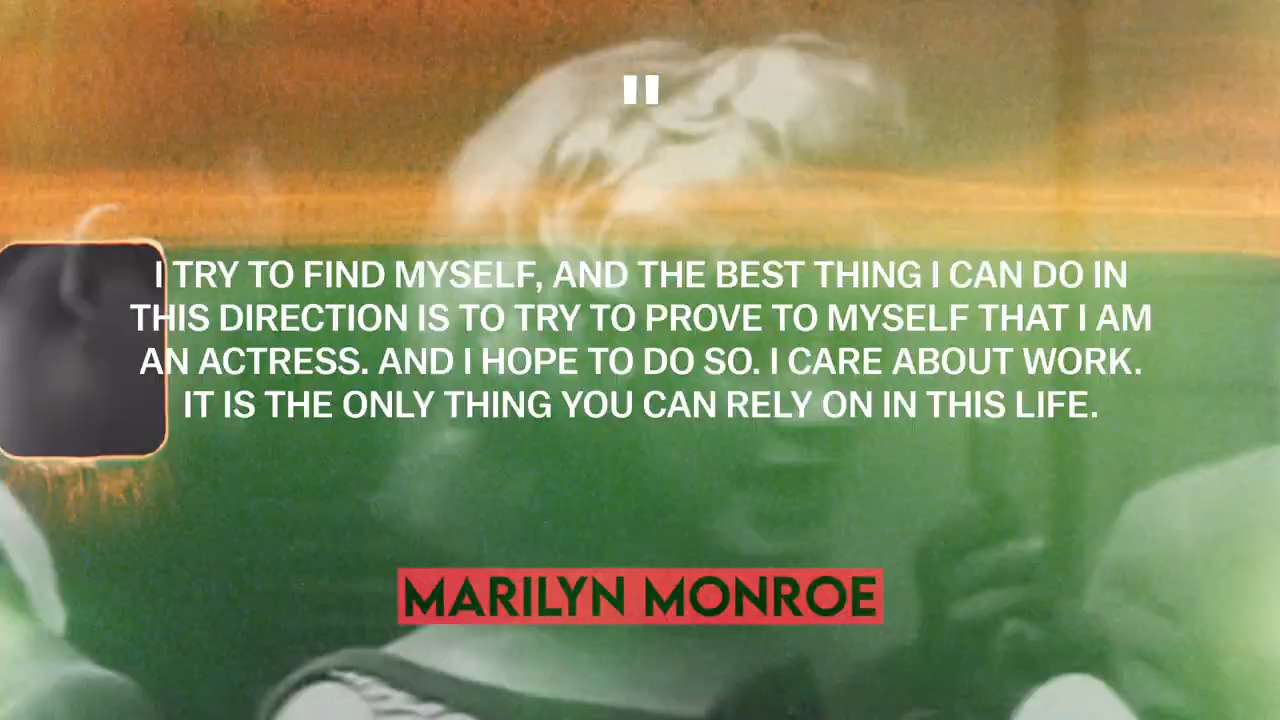 "
I TRY TO FIND MYSELF, AND THE BEST THING I CAN DO IN
THIS DIRECTION IS TO TRY TO PROVE TO MYSELF THAT I AM
AN ACTRESS. AND I HOPE TO DO SO. I CARE ABOUT WORK.
IT IS THE ONLY THING YOU CAN RELY ON IN THIS LIFE.
MARILYN MONROE